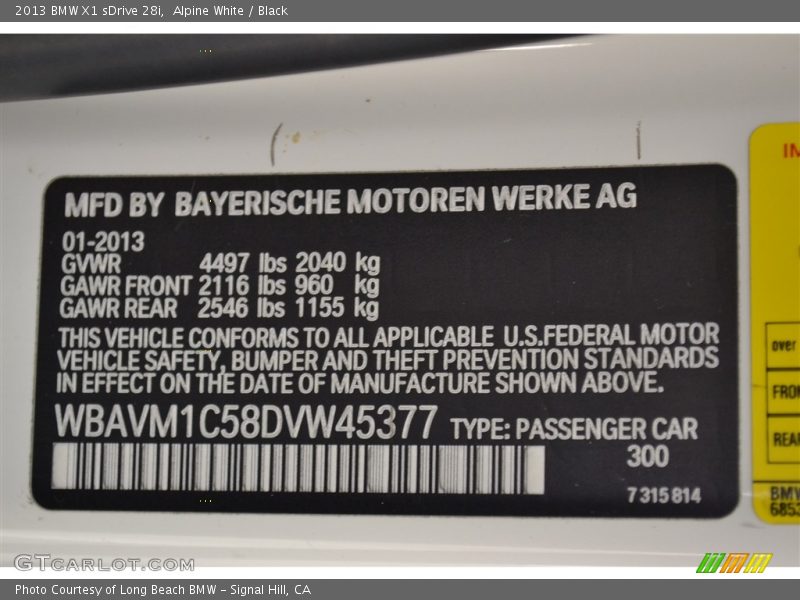 2013 BMW X1 sDrive 28i, Alpine White / Black
MFD BY BAYERISCHE MOTOREN WERKE AG
01-2013
GVWR 4497 lbs 2040 kg
GAWR FRONT 2116 lbs 960 kg
GAWR REAR 2546 lbs 1155 kg
THIS VEHICLE CONFORMS TO ALL APPLICABLE U.S.FEDERAL MOTOR
VEHICLE SAFETY, BUMPER AND THEFT PREVENTION STANDARDS
IN EFFECT ON THE DATE OF MANUFACTURE SHOWN ABOVE.
WBAVM1C58DVW45377 TYPE: PASSENGER CAR
300
7 315 814
over
BMW
GTCARLOT.COM
Photo Courtesy of Long Beach BMW - Signal Hill, CA